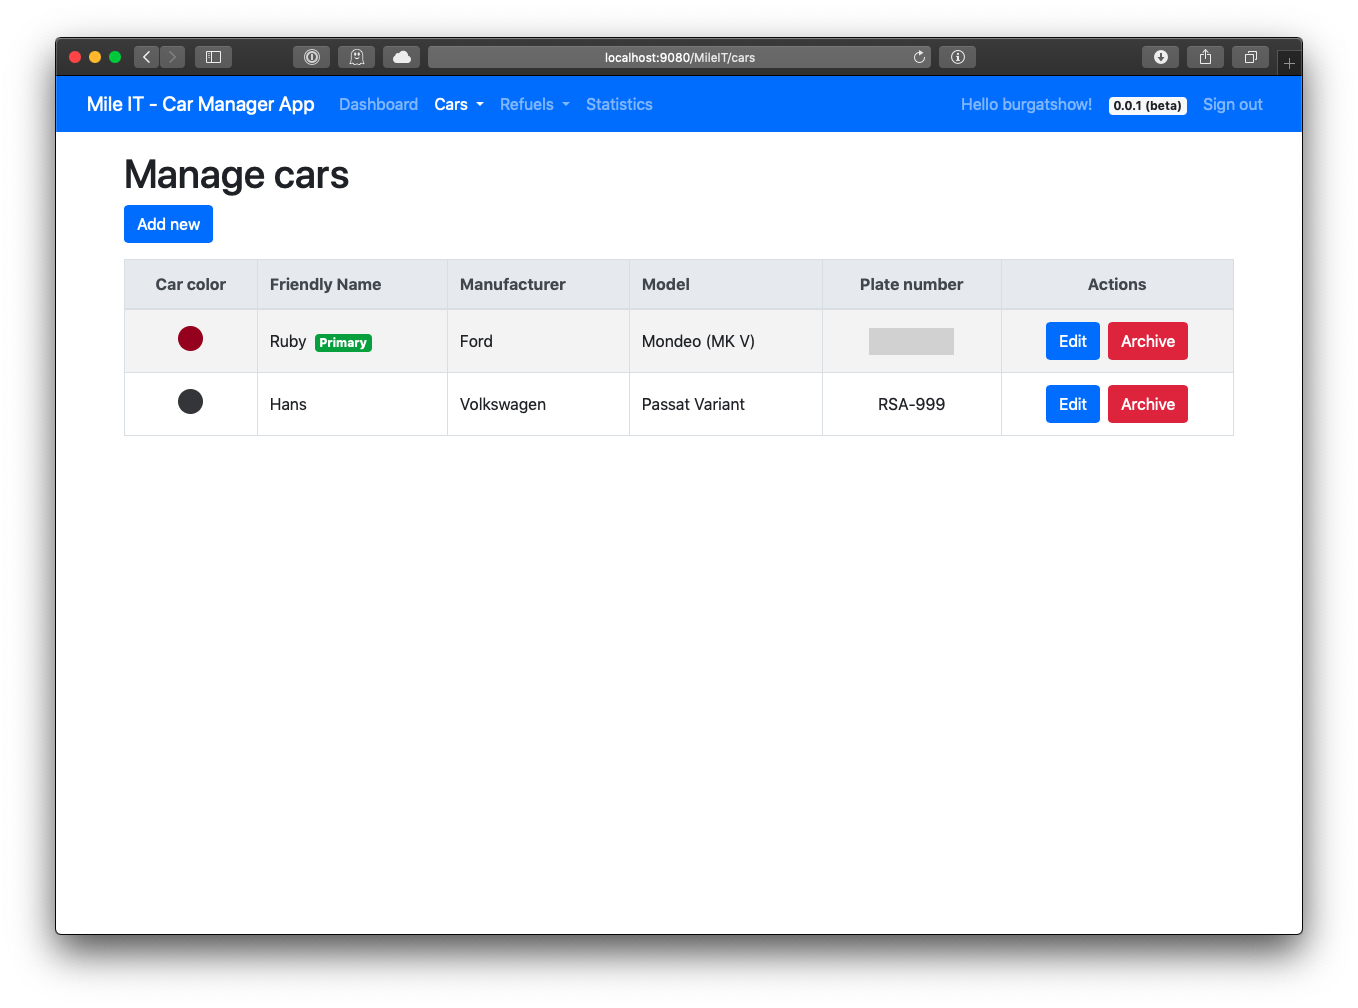 localhost:9080/MileIT/cars
Mile IT - Car Manager App Dashboard Cars Refuels Statistics Hello burgatshow! 0.0.1 (beta) Sign out
Manage cars
Add new
Car color Friendly Name Manufacturer Model Plate number Actions
Ruby Primary Ford Mondeo (MK V) Edit Archive
Hans Volkswagen Passat Variant RSA-999 Edit Archive